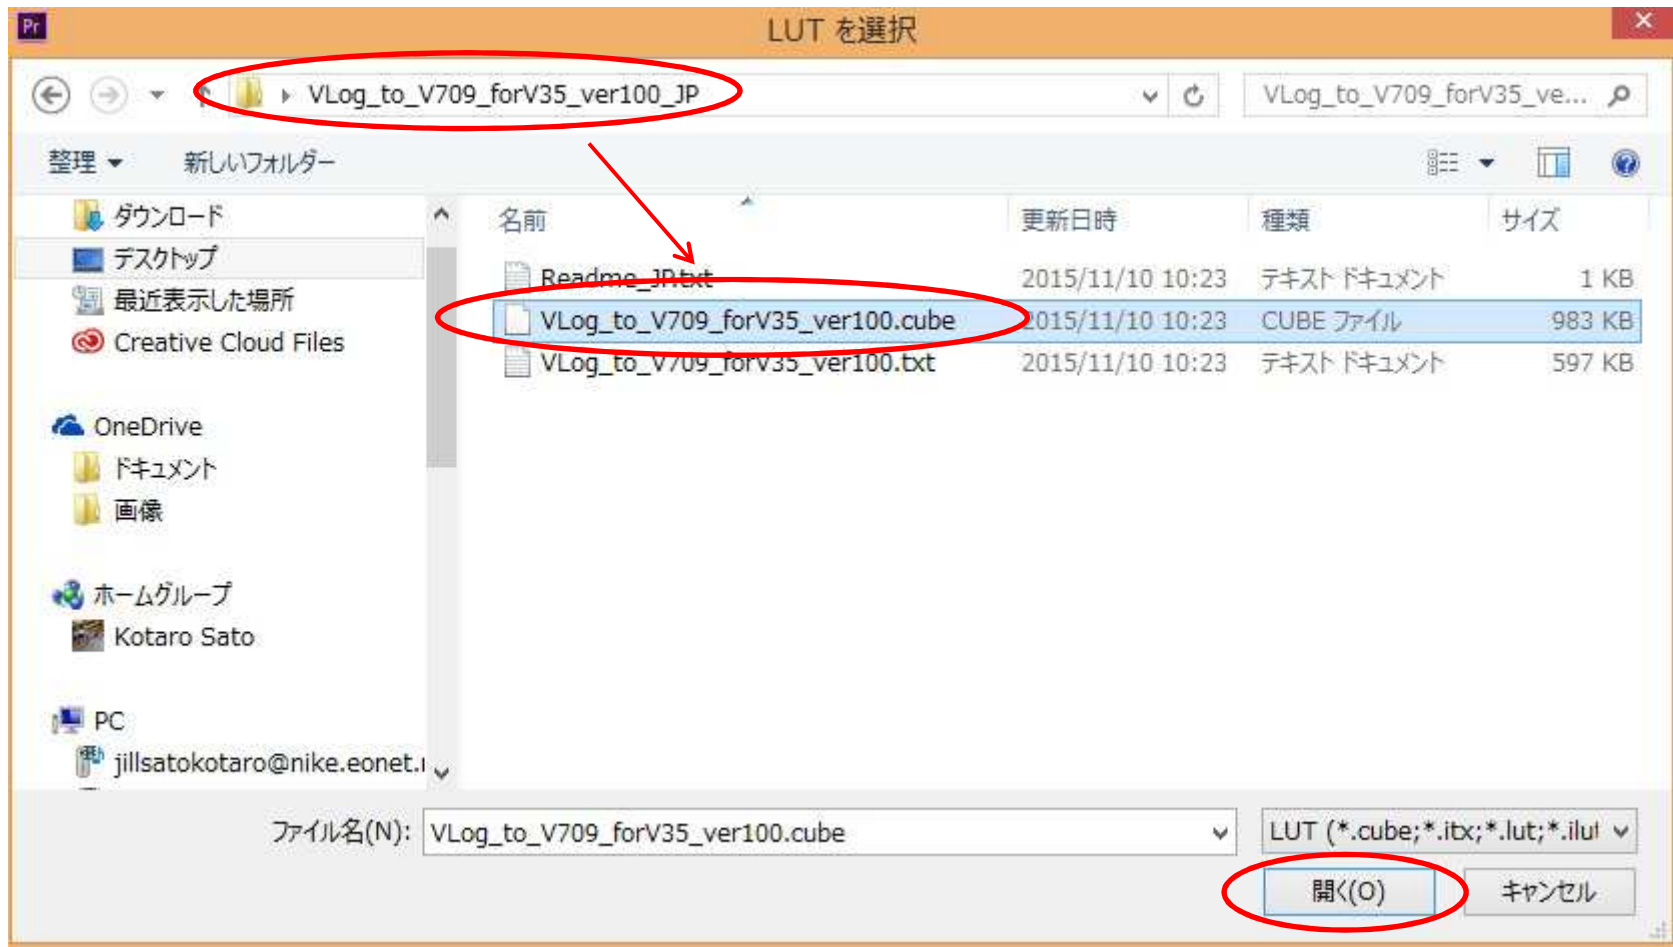 Pr
LUT を選択
VLog_to_V709_forV35_ver100_JP
VLog_to_V709_forV35_ve...
整理
新しいフォルダー
ダウンロード
デスクトップ
最近表示した場所
Creative Cloud Files
OneDrive
ドキュメント
画像
ホームグループ
Kotaro Sato
PC
jillsatokotaro@nike.eonet.
名前 更新日時 種類 サイズ
Readme_JP.txt 2015/11/10 10:23 テキスト ドキュメント 1 KB
VLog_to_V709_forV35_ver100.cube 2015/11/10 10:23 CUBE ファイル 983 KB
VLog_to_V709_forV35_ver100.txt 2015/11/10 10:23 テキスト ドキュメント 597 KB
ファイル名(N): VLog_to_V709_forV35_ver100.cube
LUT (*.cube;*.itx;*.lut;*.ilut
開く(O)
キャンセル